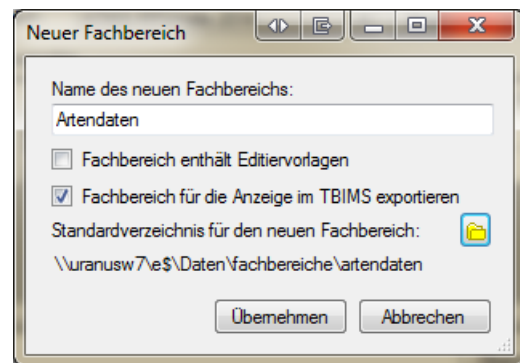 Neuer Fachbereich
Name des neuen Fachbereichs:
Artendaten
Fachbereich enthält Editiervorlagen
Fachbereich für die Anzeige im TBIMS exportieren
Standardverzeichnis für den neuen Fachbereich:
\\uranusw7\e$\Daten\fachbereiche\artendaten
Übernehmen Abbrechen